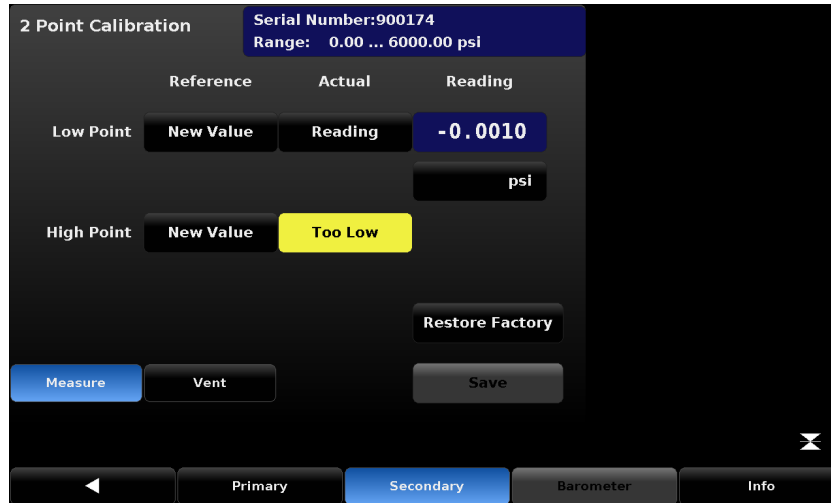 2 Point Calibration
Serial Number:900174
Range: 0.00 ... 6000.00 psi
Reference Actual Reading
Low Point New Value Reading -0.0010
psi
High Point New Value Too Low
Restore Factory
Measure Vent Save
Primary Secondary Barometer Info